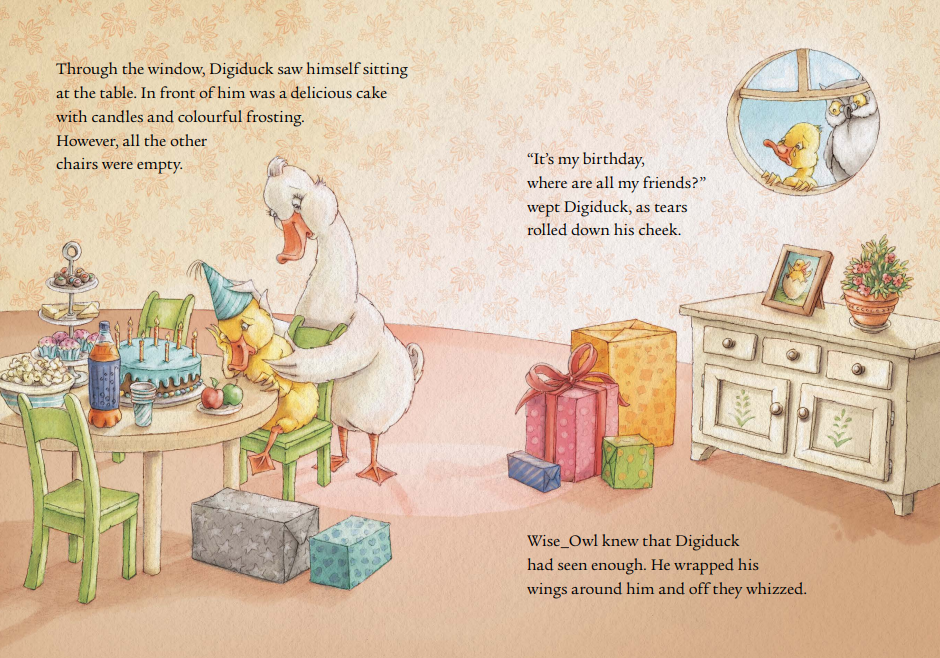 Through the window, Digiduck saw himself sitting
at the table. In front of him was a delicious cake
with candles and colourful frosting.
However, all the other
chairs were empty.
“It’s my birthday,
where are all my friends?”
wept Digiduck, as tears
rolled down his cheek.
Wise_Owl knew that Digiduck
had seen enough. He wrapped his
wings around him and off they whizzed.